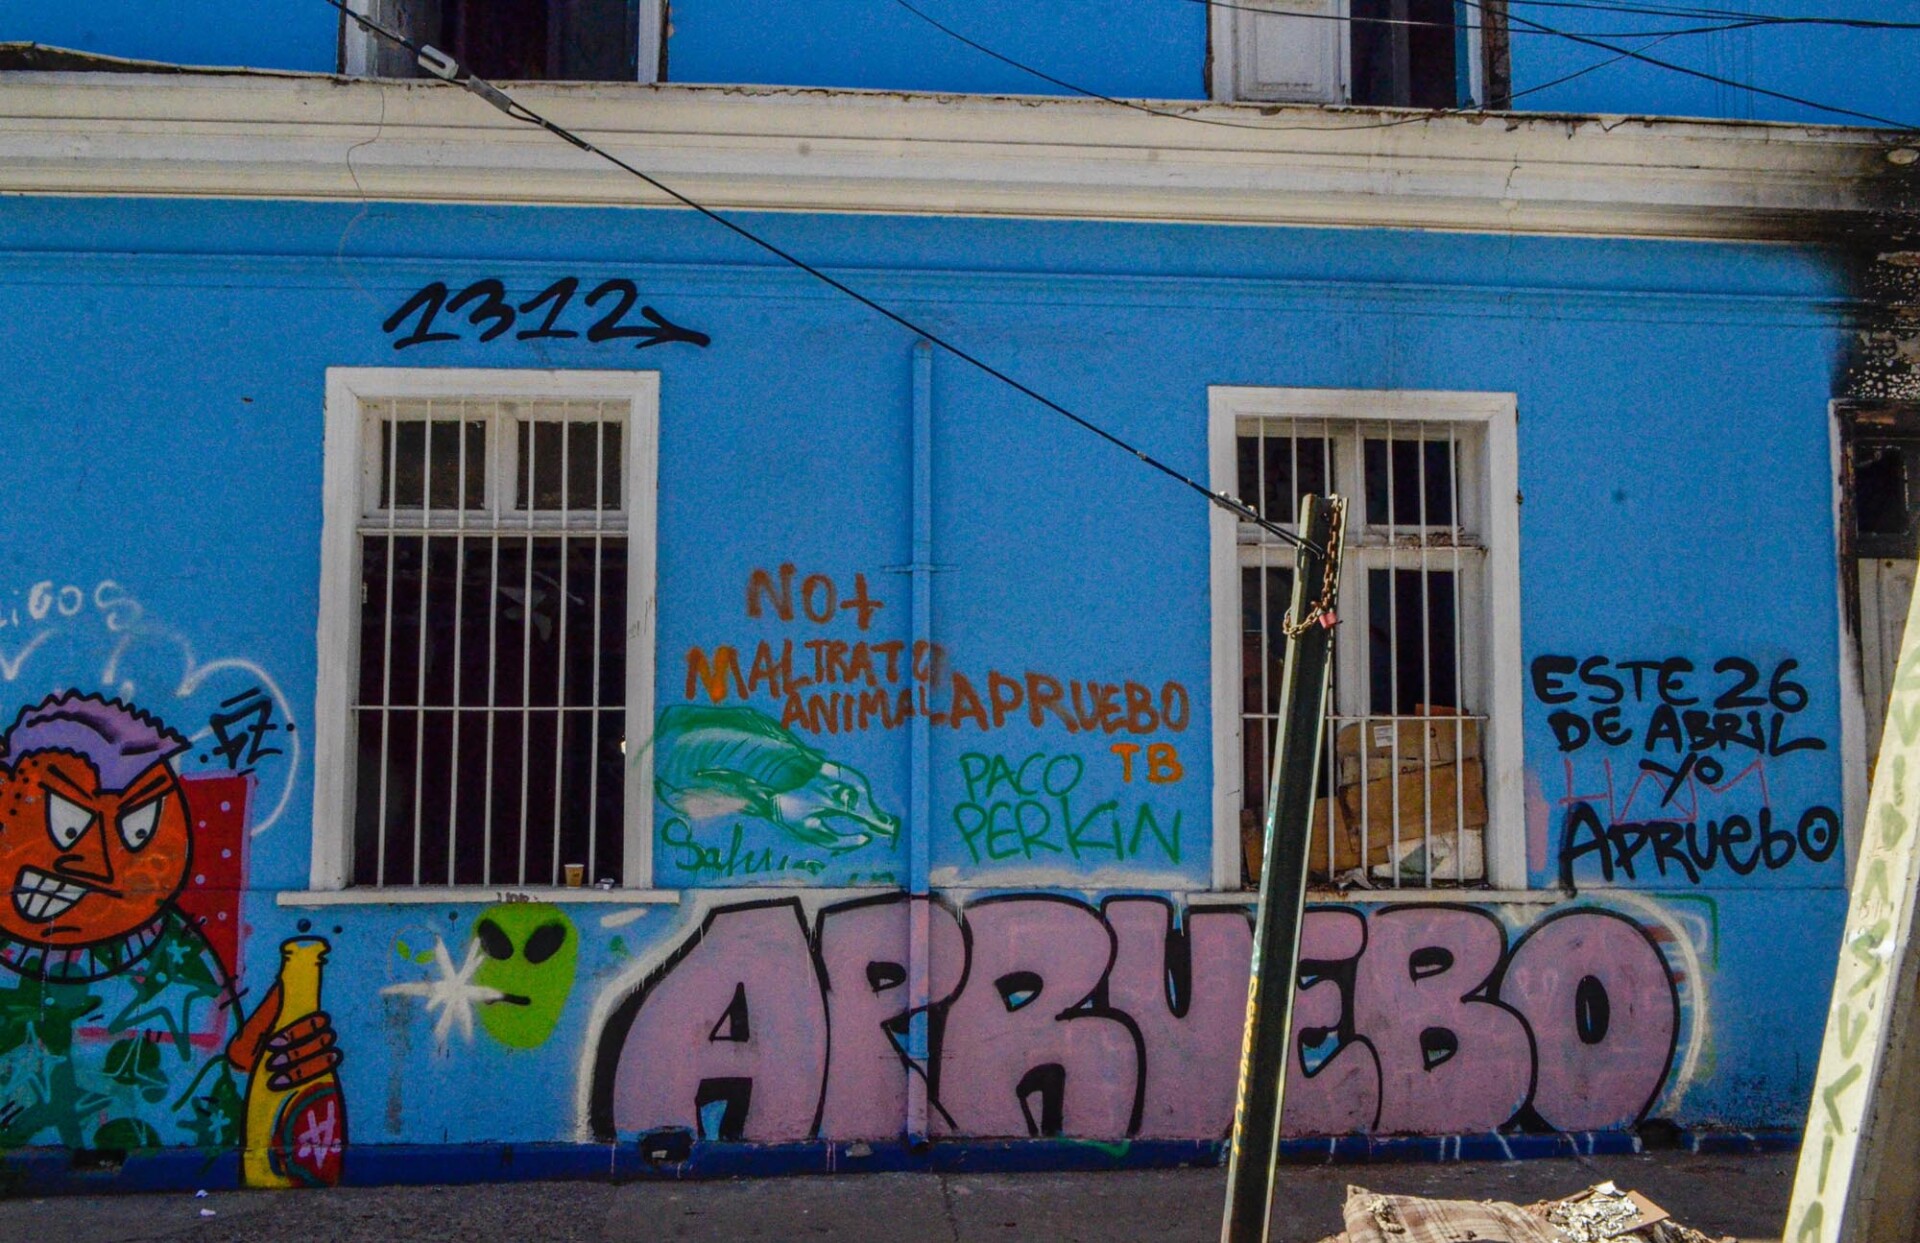 1312
NO+
MALTRATO
ANIMAL
APRUEBO
TB
PACO
PERKIN
ESTE 26
DE ABRIL
YO
APRUEBO
APRUEBO